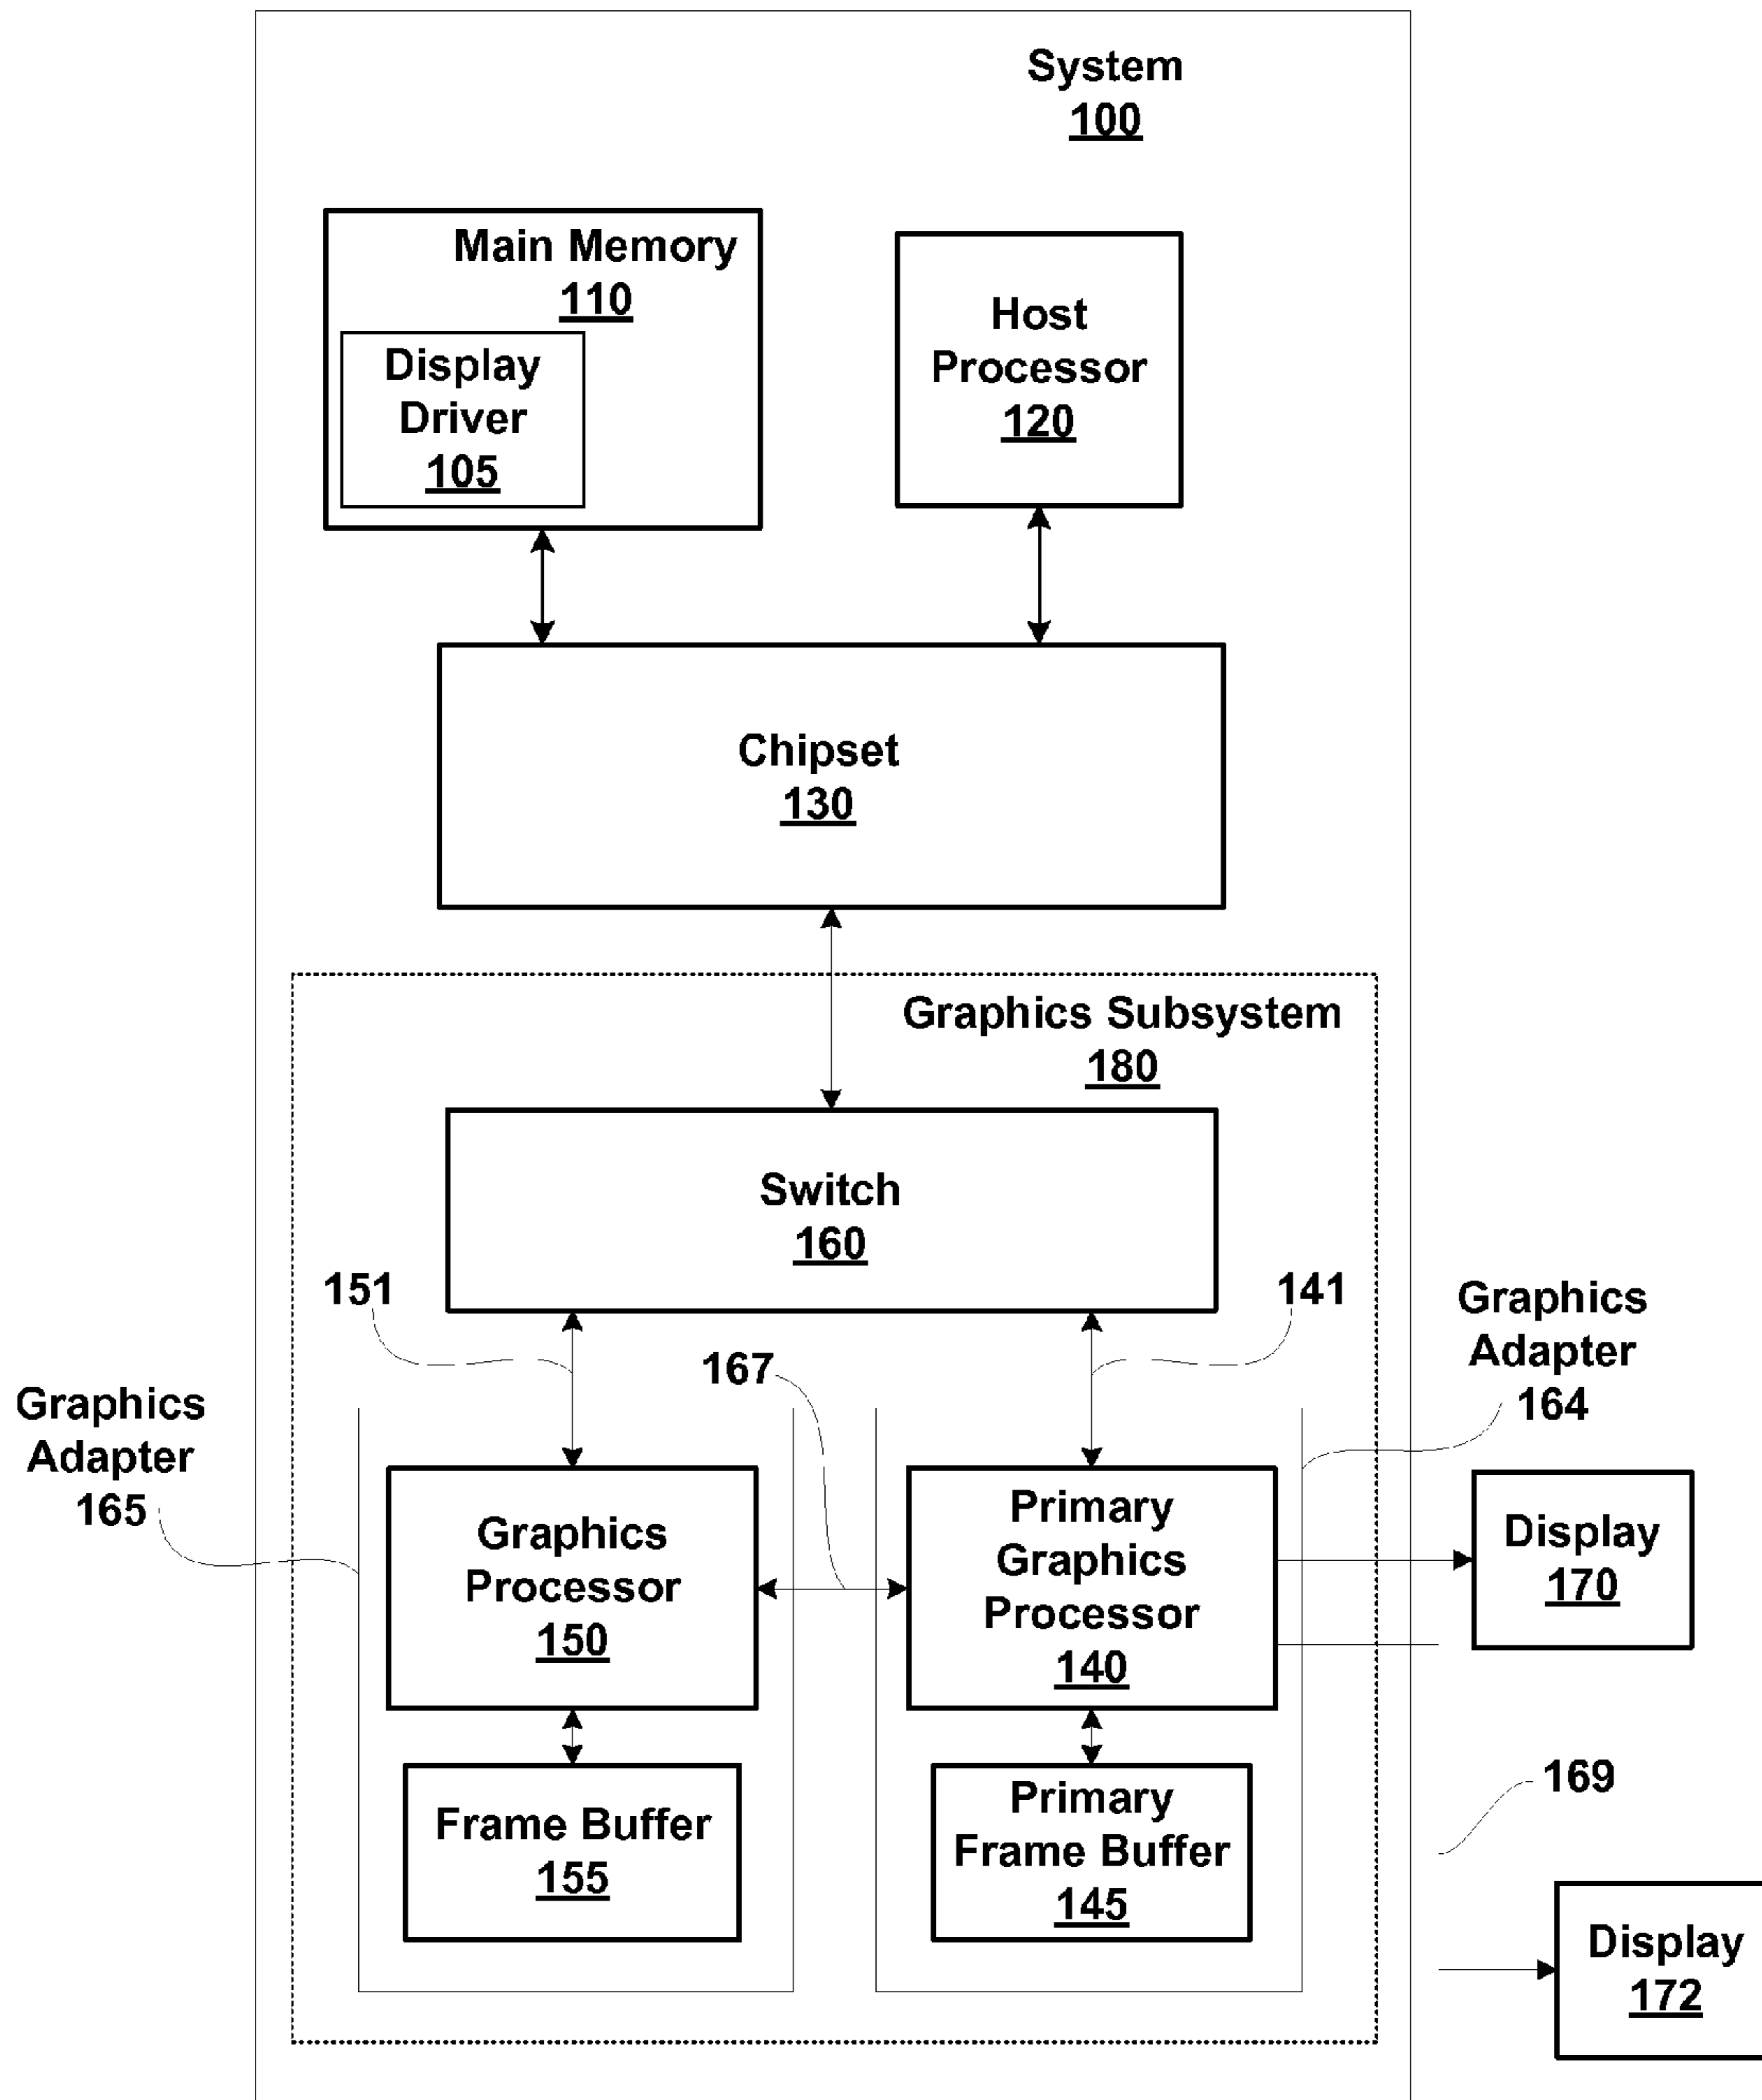 System
100
Main Memory
110
Display
Driver
105
Host
Processor
120
Chipset
130
Graphics Subsystem
180
Switch
160
151
141
167
Graphics
Adapter
164
Graphics
Adapter
165
Graphics
Processor
150
Primary
Graphics
Processor
140
Display
170
Frame Buffer
155
Primary
Frame Buffer
145
169
Display
172